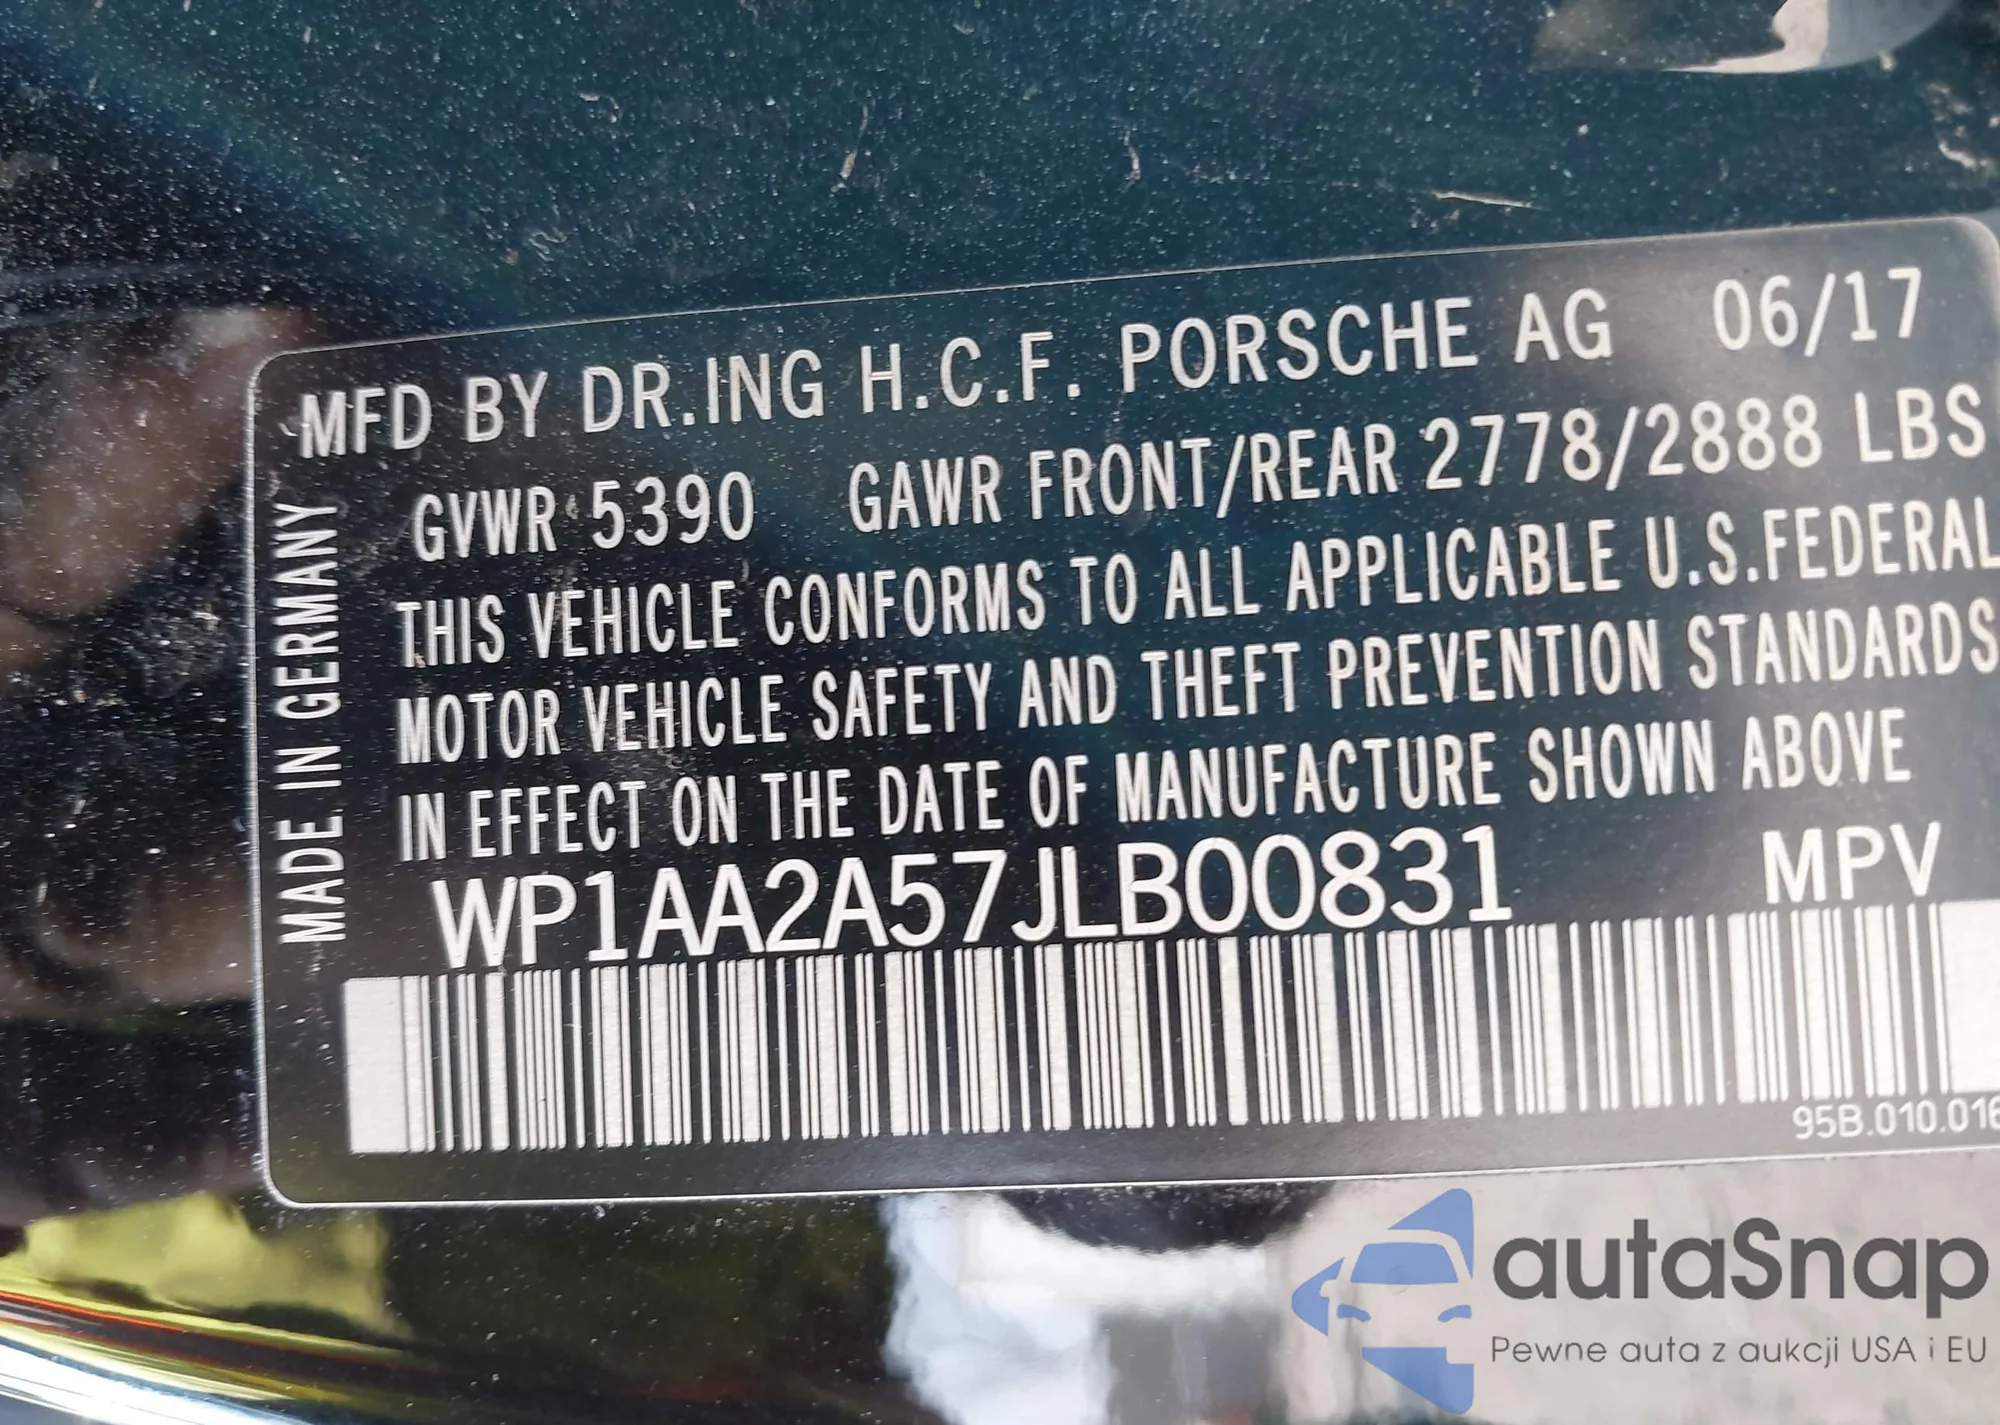 MFD BY DR.ING H.C.F. PORSCHE AG 06/17
GVWR 5390 GAWR FRONT/REAR 2778/2888 LBS
THIS VEHICLE CONFORMS TO ALL APPLICABLE U.S.FEDERAL
MOTOR VEHICLE SAFETY AND THEFT PREVENTION STANDARDS
IN EFFECT ON THE DATE OF MANUFACTURE SHOWN ABOVE
WP1AA2A57JLB00831 MPV
MADE IN GERMANY
95B.010.016
autaSnap
Pewne auta z aukcji USA i EU